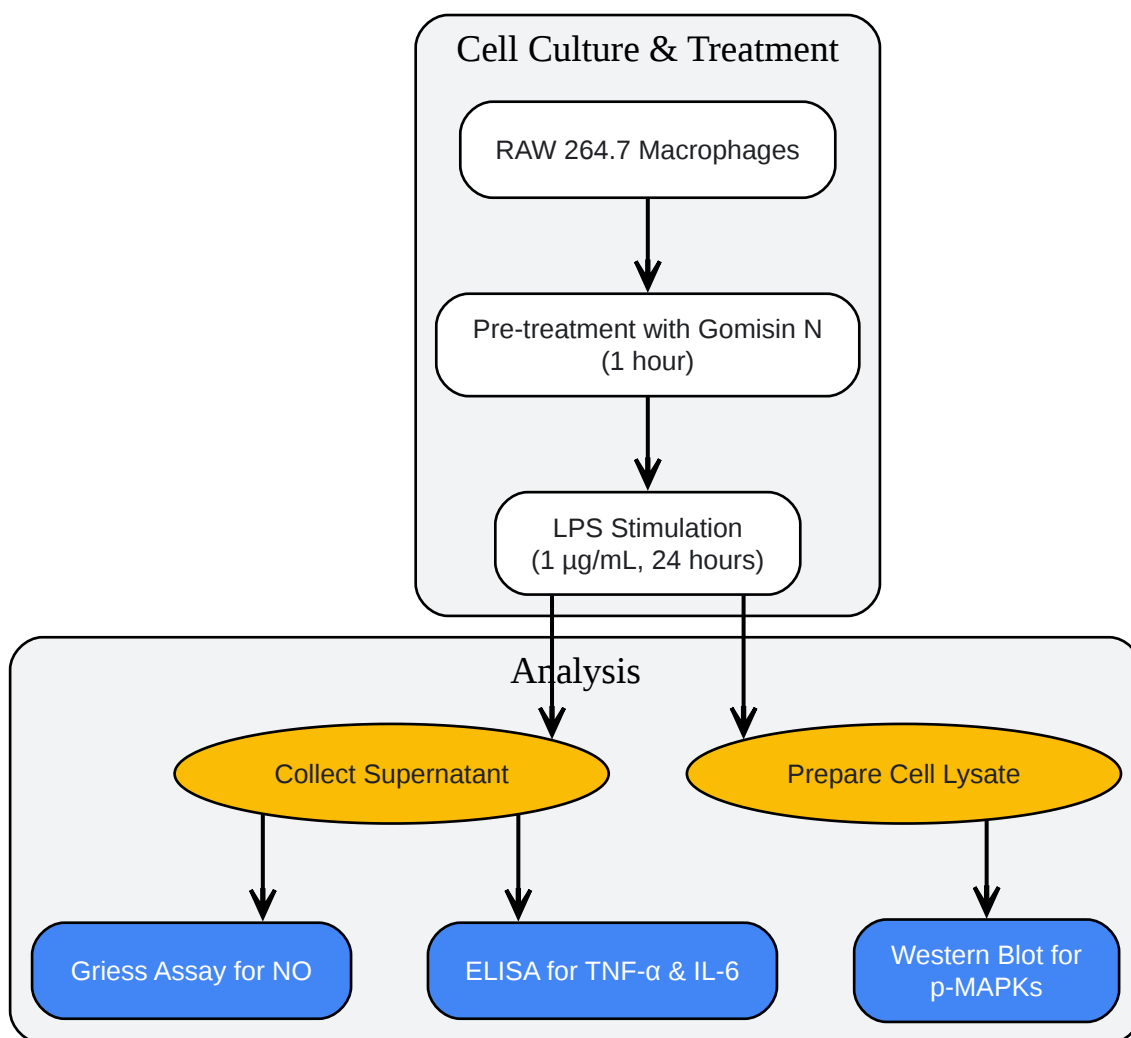 Cell Culture & Treatment
RAW 264.7 Macrophages
Pre-treatment with Gomisin N
(1 hour)
LPS Stimulation
(1 µg/mL, 24 hours)
Analysis
Collect Supernatant
Prepare Cell Lysate
Griess Assay for NO
ELISA for TNF-α & IL-6
Western Blot for
p-MAPKs